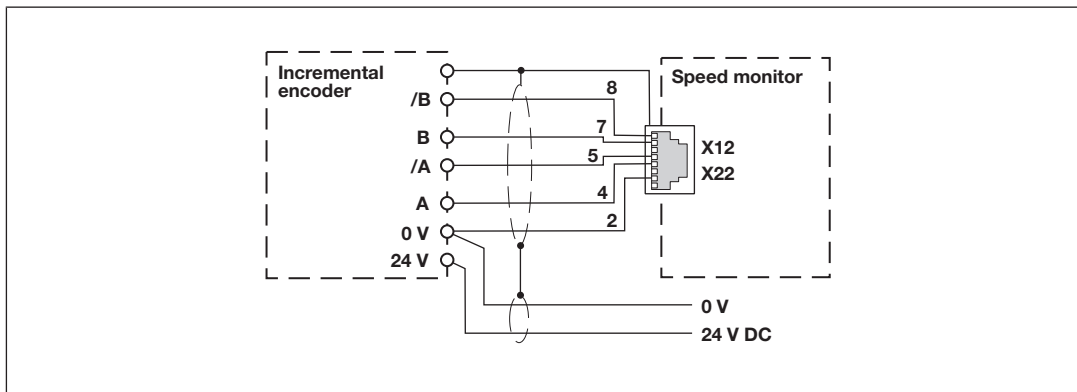 Incremental
encoder
Speed monitor
/B
8
B
7
X12
/A
5
X22
A
4
0 V
2
24 V
0 V
24 V DC